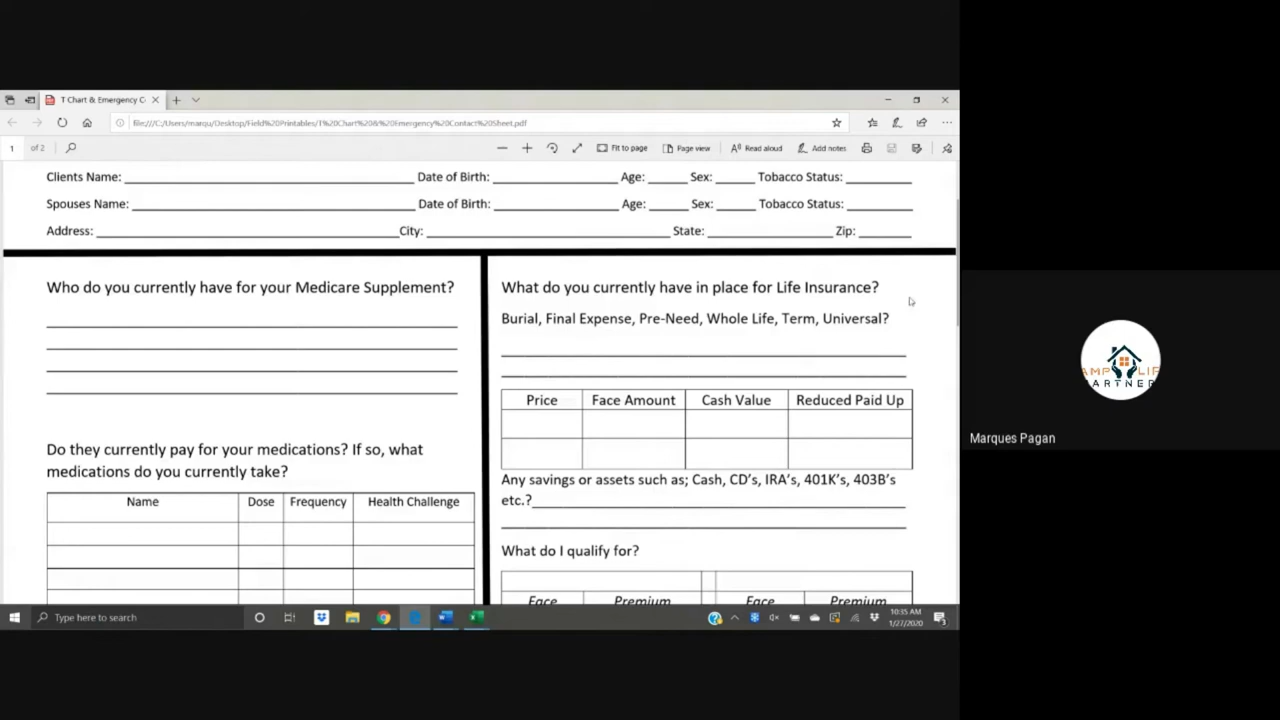 T Chart & Emergency C
file:///C:/Users/marqu/Desktop/Field%20Printables/T%20Chart%20&%20Emergency%20Contact%20Sheet.pdf
1 of 2
Fit to page
Page view
Read aloud
Add notes
Clients Name: Date of Birth: Age: Sex: Tobacco Status:
Spouses Name: Date of Birth: Age: Sex: Tobacco Status:
Address: City: State: Zip:
Who do you currently have for your Medicare Supplement?
Do they currently pay for your medications? If so, what
medications do you currently take?
Name Dose Frequency Health Challenge
What do you currently have in place for Life Insurance?
Burial, Final Expense, Pre-Need, Whole Life, Term, Universal?
Price Face Amount Cash Value Reduced Paid Up
Any savings or assets such as; Cash, CD's, IRA's, 401K's, 403B's
etc.?
What do I qualify for?
Face Premium Face Premium
Type here to search
10:35 AM
1/27/2020
AMP LIF
PARTNER
Marques Pagan